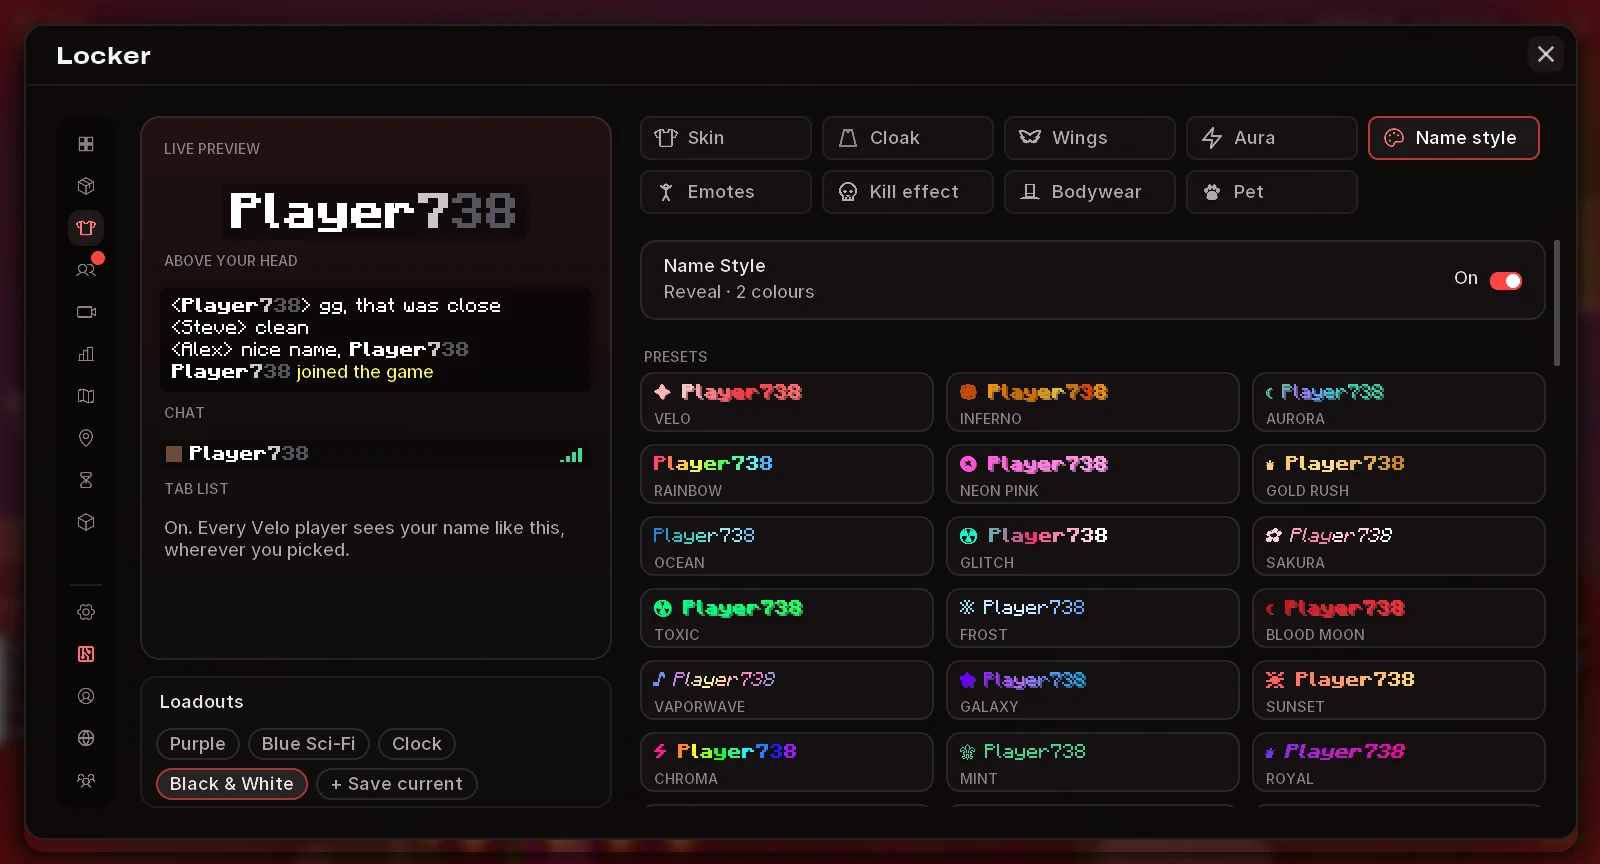 Locker
LIVE PREVIEW
Player738
ABOVE YOUR HEAD
<Player738> gg, that was close
<Steve> clean
<Alex> nice name, Player738
Player738 joined the game
CHAT
Player738
TAB LIST
On. Every Velo player sees your name like this,
wherever you picked.
Loadouts
Purple
Blue Sci-Fi
Clock
Black & White
+ Save current
Skin
Cloak
Wings
Aura
Name style
Emotes
Kill effect
Bodywear
Pet
Name Style
Reveal · 2 colours
On
PRESETS
Player738
VELO
Player738
INFERNO
Player738
AURORA
Player738
RAINBOW
Player738
NEON PINK
Player738
GOLD RUSH
Player738
OCEAN
Player738
GLITCH
Player738
SAKURA
Player738
TOXIC
Player738
FROST
Player738
BLOOD MOON
Player738
VAPORWAVE
Player738
GALAXY
Player738
SUNSET
Player738
CHROMA
Player738
MINT
Player738
ROYAL